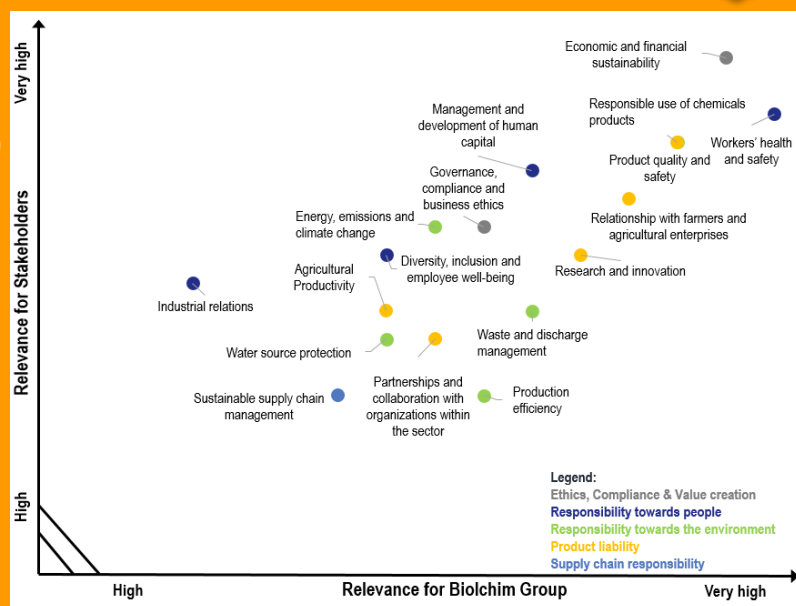 Very high
Relevance for Stakeholders
High
Economic and financial
sustainability
Responsible use of chemicals
products
Workers' health
and safety
Product quality and
safety
Management and
development of human
capital
Governance,
compliance and
business ethics
Relationship with farmers and
agricultural enterprises
Energy, emissions and
climate change
Diversity, inclusion and
employee well-being
Research and innovation
Agricultural
Productivity
Industrial relations
Water source protection
Waste and discharge
management
Sustainable supply chain
management
Partnerships and
collaboration with
organizations within
the sector
Production
efficiency
Legend:
Ethics, Compliance & Value creation
Responsibility towards people
Responsibility towards the environment
Product liability
Supply chain responsibility
High
Relevance for Biolchim Group
Very high